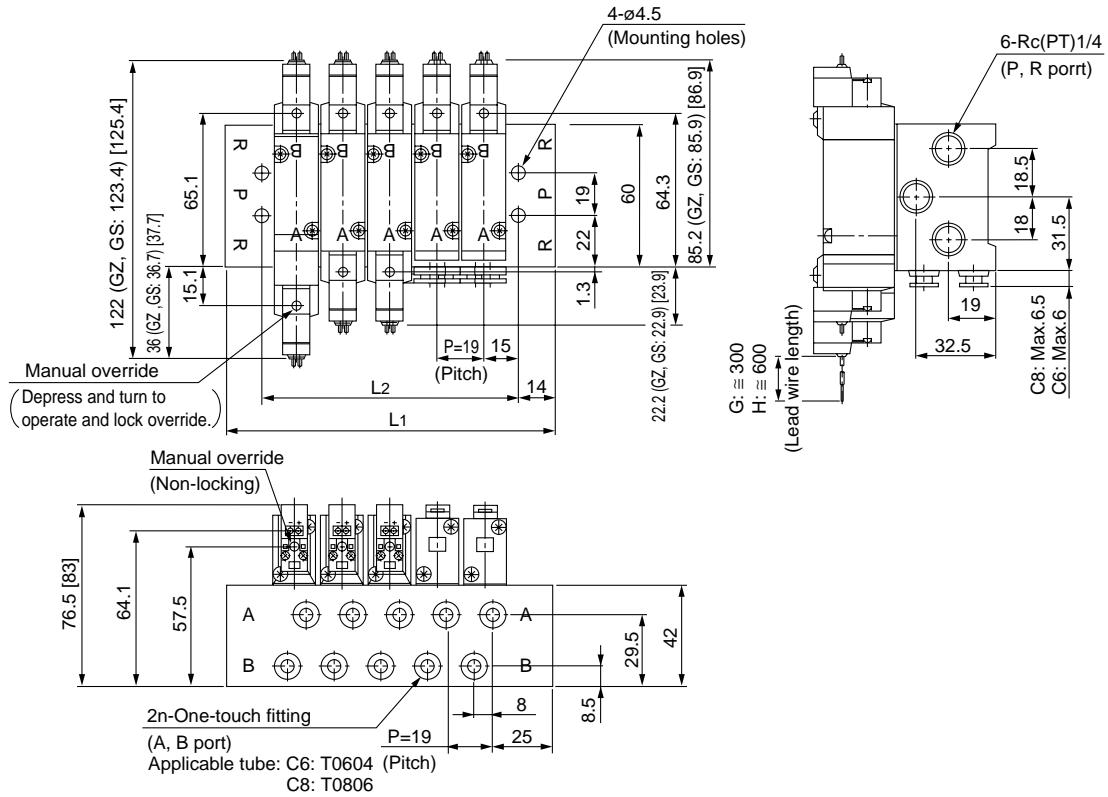 4-ø4.5
(Mounting holes)
6-Rc(PT)1/4
(P, R porrt)
122 (GZ, GS: 123.4) [125.4]
36 (GZ, GS: 36.7) [37.7]
65.1
15.1
R
P
R
B
B
B
B
B
A
A
A
A
A
R
P
R
19
22
60
64.3
85.2 (GZ, GS: 85.9) [86.9]
1.3
22.2 (GZ, GS: 22.9) [23.9]
P=19
(Pitch)
15
L2
14
L1
Manual override
(Depress and turn to
operate and lock override.)
18.5
18
31.5
19
32.5
C8: Max.6.5
C6: Max.6
G: ≅ 300
H: ≅ 600
(Lead wire length)
Manual override
(Non-locking)
76.5 [83]
64.1
57.5
- +
- +
- +
A
A
B
B
29.5
42
8.5
8
25
P=19
(Pitch)
2n-One-touch fitting
(A, B port)
Applicable tube: C6: T0604
C8: T0806